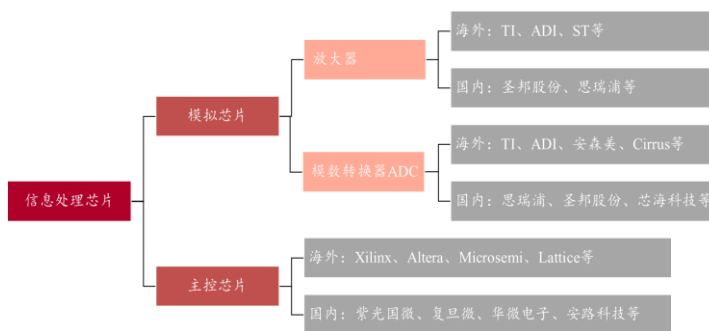 海外：TI、ADI、ST等
放大器
国内：圣邦股份、思瑞浦等
模拟芯片
海外：TI、ADI、安森美、Cirrus等
模数转换器ADC
国内：思瑞浦、圣邦股份、芯海科技等
信息处理芯片
海外：Xilinx、Altera、Microsemi、Lattice等
主控芯片
国内：紫光国微、复旦微、华微电子、安路科技等